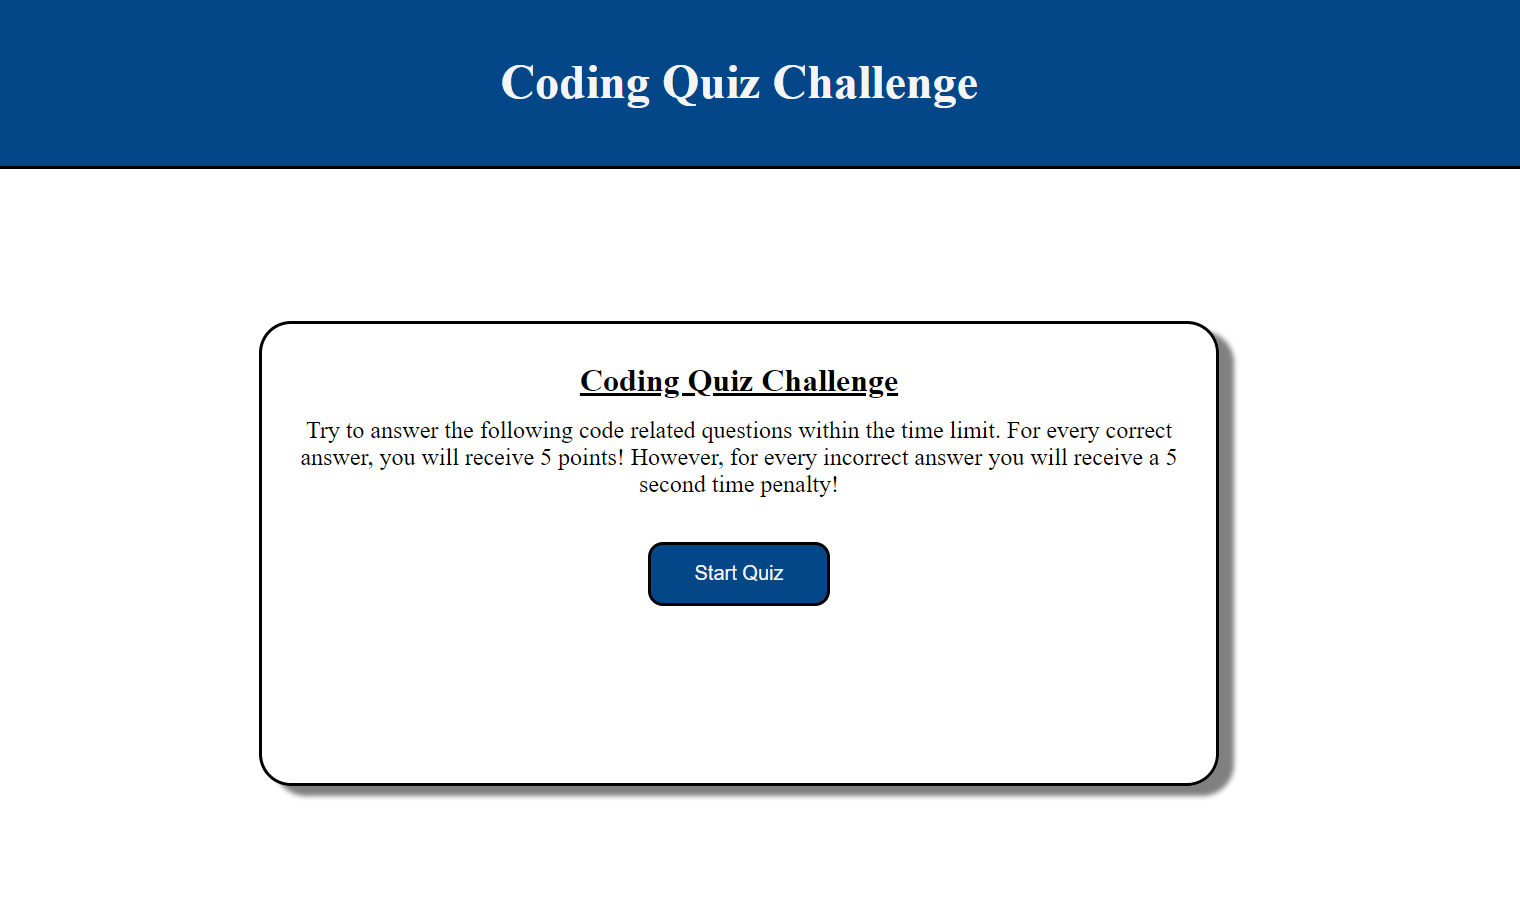 Coding Quiz Challenge
Coding Quiz Challenge
Try to answer the following code related questions within the time limit. For every correct
answer, you will receive 5 points! However, for every incorrect answer you will receive a 5
second time penalty!
Start Quiz